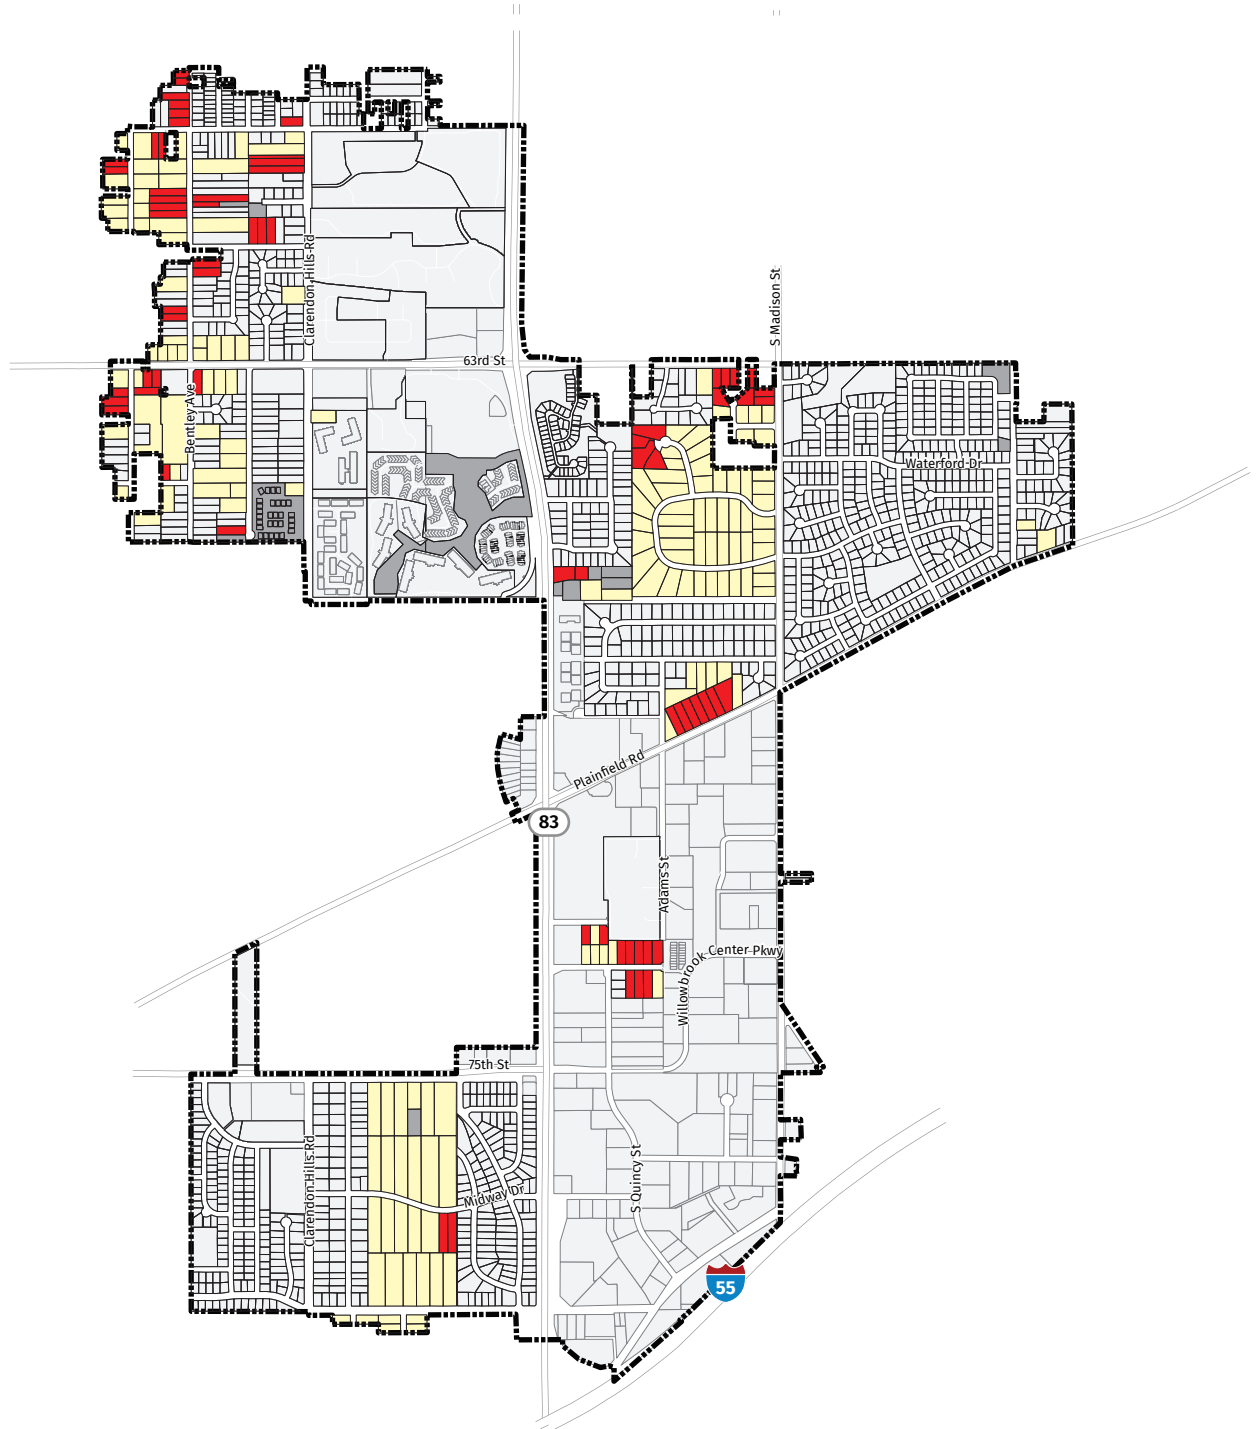 Clarendon Hills Rd
S Madison St
63rd St
Bentley Ave
Waterford Dr
Plainfield Rd
83
Adams St
Center Pkwy
Willowbrook
75th St
Clarendon Hills Rd
S Quincy St
Midway Dr
55